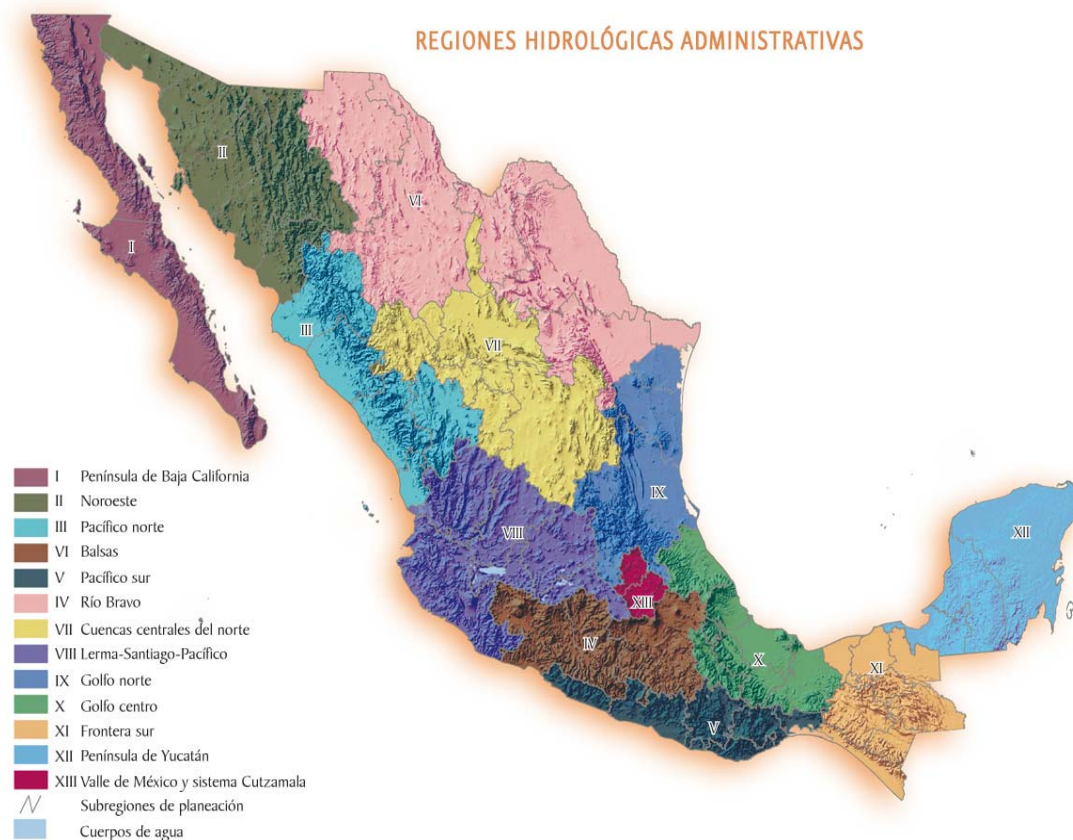 REGIONES HIDROLÓGICAS ADMINISTRATIVAS
II
VI
I
III
VII
IX
VIII
XII
XIII
IV
X
XI
V
I Península de Baja California
II Noroeste
III Pacífico norte
VI Balsas
V Pacífico sur
IV Río Bravo
VII Cuencas centrales del norte
VIII Lerma-Santiago-Pacífico
IX Golfo norte
X Golfo centro
XI Frontera sur
XII Península de Yucatán
XIII Valle de México y sistema Cutzamala
Subregiones de planeación
Cuerpos de agua